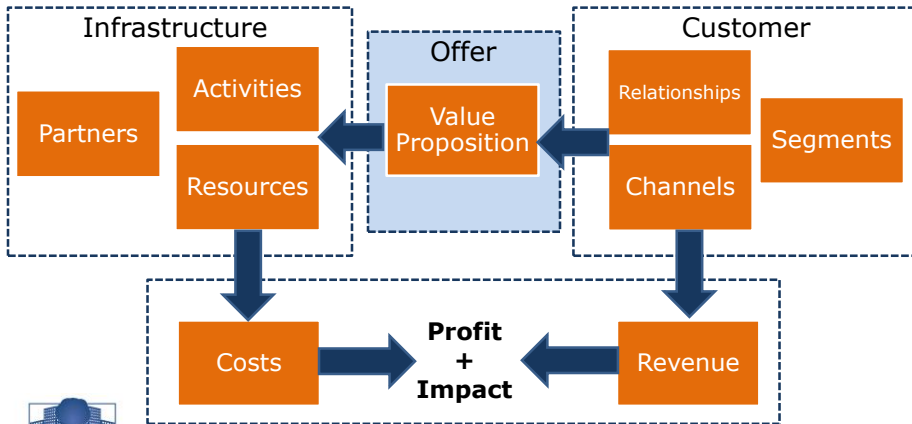 Infrastructure
Partners
Activities
Resources
Offer
Value
Proposition
Customer
Relationships
Channels
Segments
Costs
Profit
+
Impact
Revenue